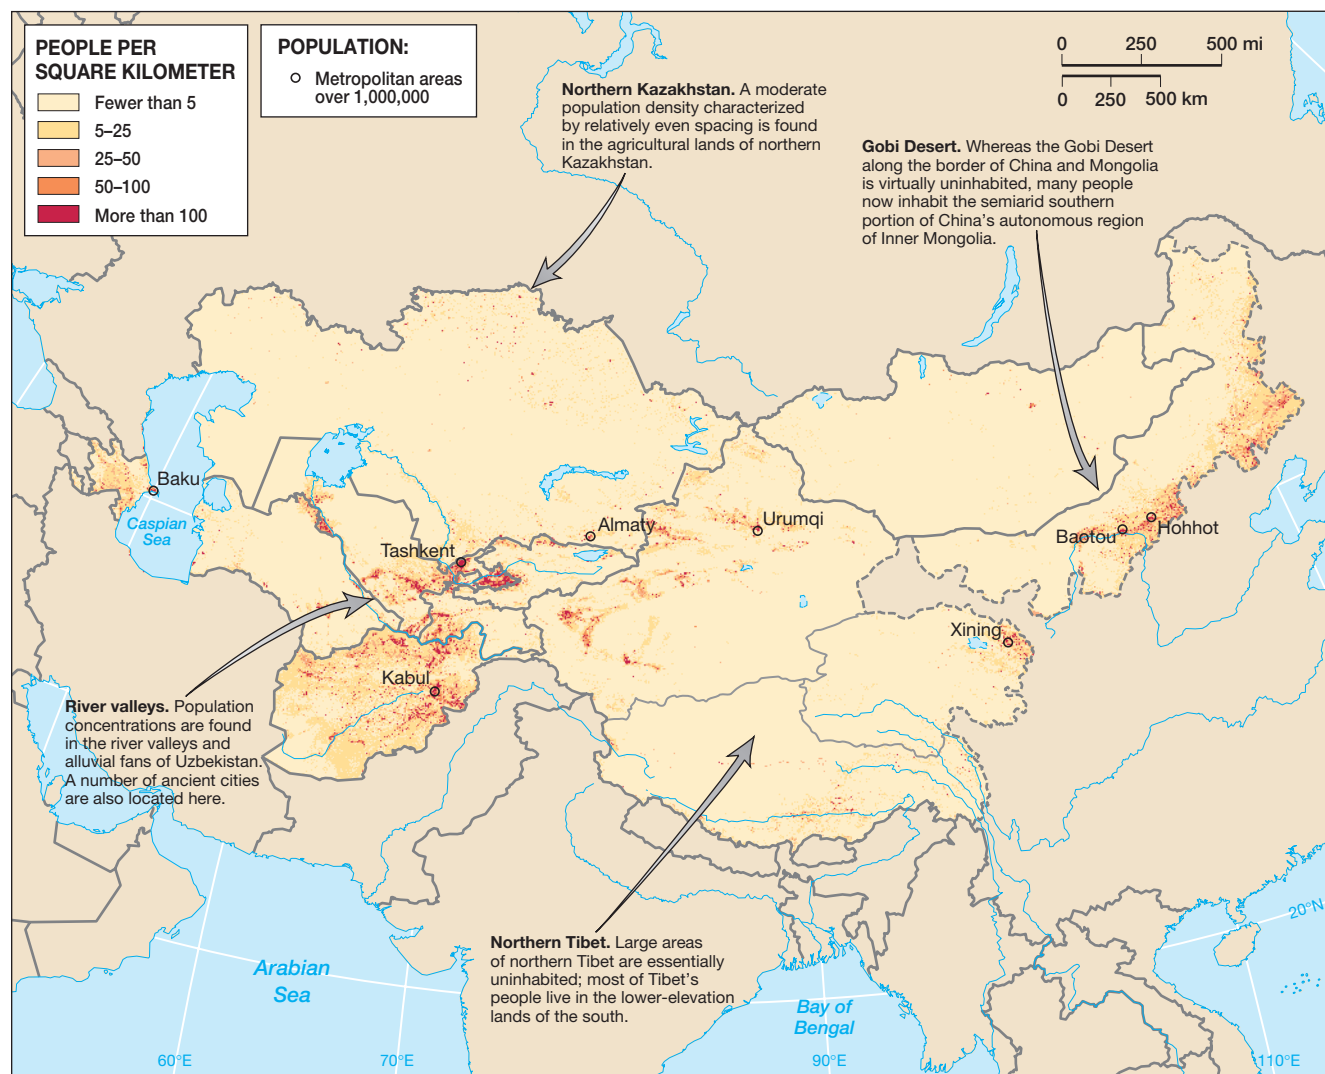 PEOPLE PER
SQUARE KILOMETER
Fewer than 5
5–25
25–50
50–100
More than 100
POPULATION:
Metropolitan areas
over 1,000,000
0 250 500 mi
0 250 500 km
Northern Kazakhstan. A moderate
population density characterized
by relatively even spacing is found
in the agricultural lands of northern
Kazakhstan.
Gobi Desert. Whereas the Gobi Desert
along the border of China and Mongolia
is virtually uninhabited, many people
now inhabit the semiarid southern
portion of China's autonomous region
of Inner Mongolia.
Baku
Caspian
Sea
Tashkent
Almaty
Urumqi
Baotou
Hohhot
Xining
Kabul
River valleys. Population
concentrations are found
in the river valleys and
alluvial fans of Uzbekistan.
A number of ancient cities
are also located here.
Northern Tibet. Large areas
of northern Tibet are essentially
uninhabited; most of Tibet's
people live in the lower-elevation
lands of the south.
Arabian
Sea
Bay of
Bengal
20°N
60°E
70°E
90°E
110°E